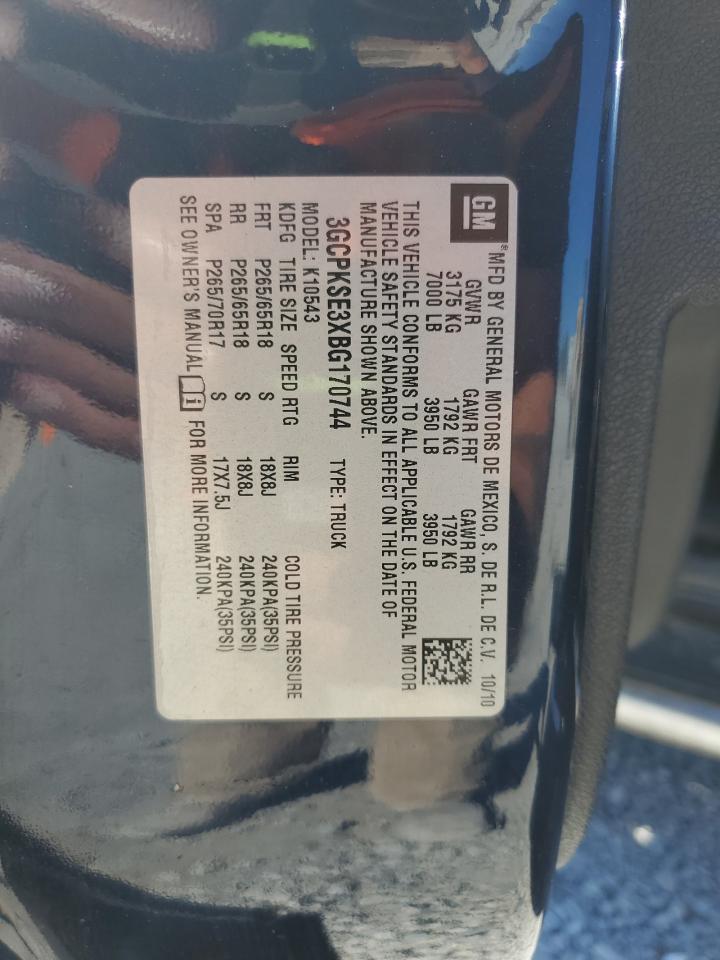 GM
® MFD BY GENERAL MOTORS DE MEXICO, S. DE R.L. DE C.V. 10/10
GVWR GAWR FRT GAWR RR
3175 KG 1792 KG 1792 KG
7000 LB 3950 LB 3950 LB
THIS VEHICLE CONFORMS TO ALL APPLICABLE U.S. FEDERAL MOTOR
VEHICLE SAFETY STANDARDS IN EFFECT ON THE DATE OF
MANUFACTURE SHOWN ABOVE.
3GCPKSE3XBG170744 TYPE: TRUCK
MODEL: K10543
KDFG TIRE SIZE SPEED RTG RIM COLD TIRE PRESSURE
FRT P265/65R18 S 18X8J 240KPA(35PSI)
RR P265/65R18 S 18X8J 240KPA(35PSI)
SPA P265/70R17 S 17X7.5J 240KPA(35PSI)
SEE OWNER'S MANUAL FOR MORE INFORMATION.